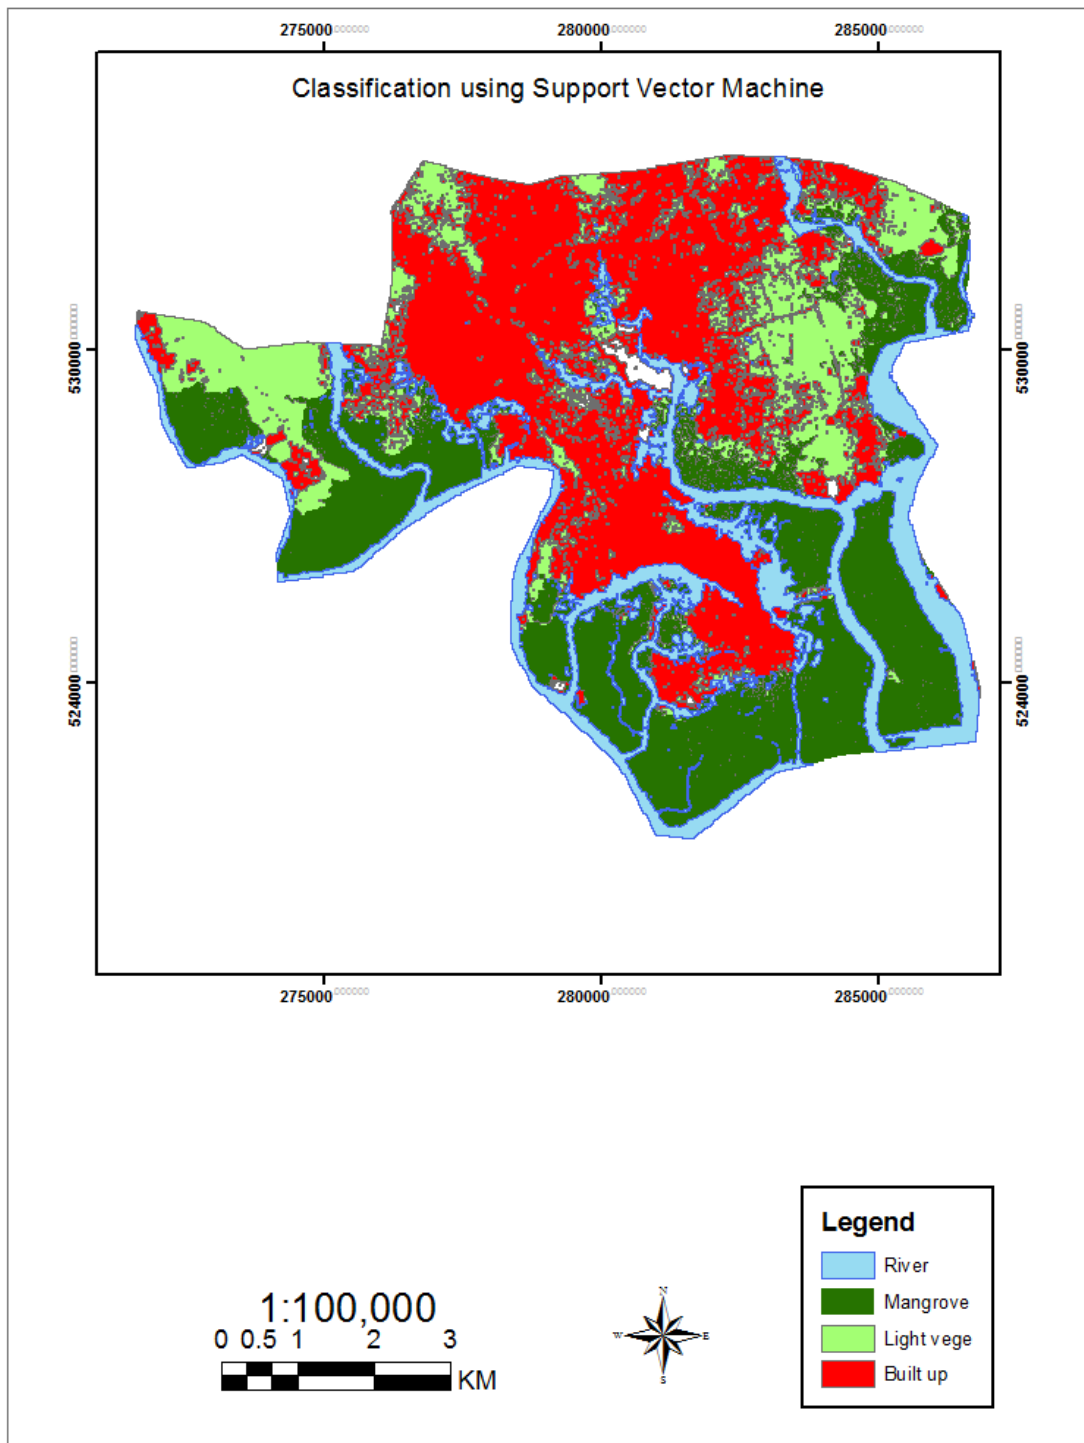 275000 280000 285000
Classification using Support Vector Machine
530000 530000
524000 524000
275000 280000 285000
Legend
River
Mangrove
Light vege
Built up
1:100,000
0 0.5 1 2 3
KM
N
W E
S